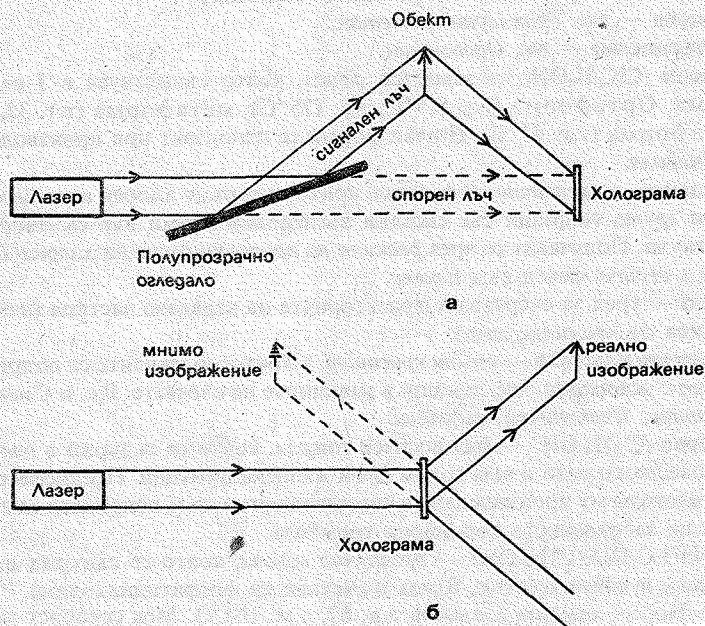 Обект
сигнален лъч
Лазер
опорен лъч
Холограма
Полупрозрачно
огледало
а
мнимо
изображение
реално
изображение
Лазер
Холограма
б